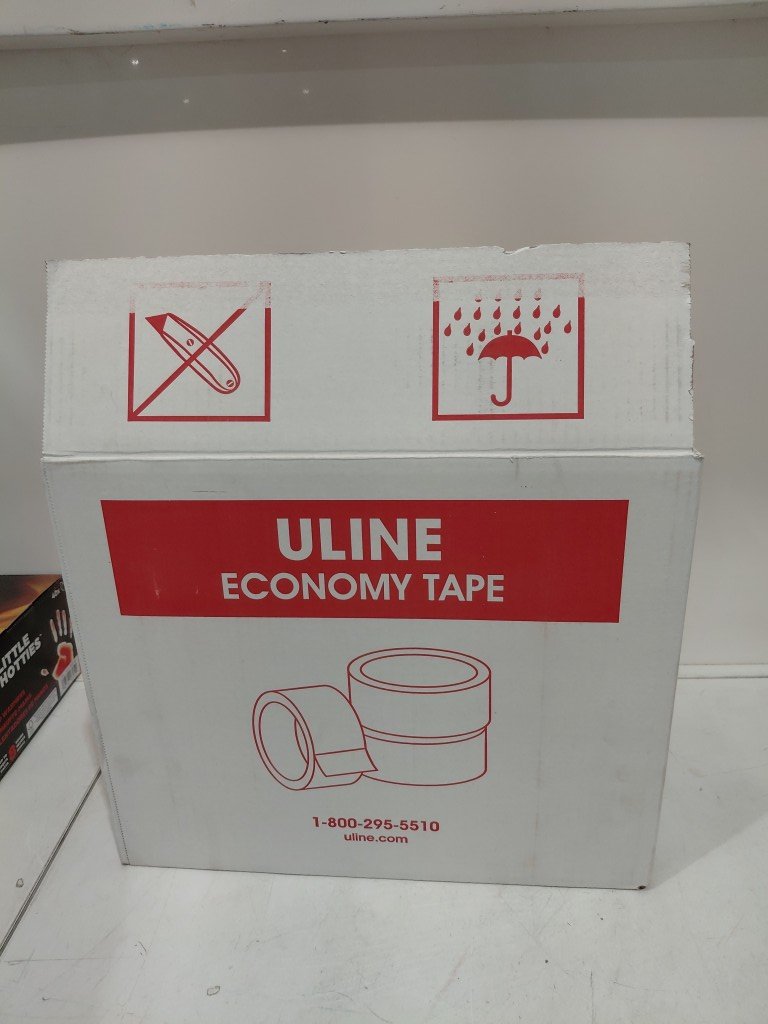 ULINE
ECONOMY TAPE
1-800-295-5510
uline.com
LITTLE
HOTTIES